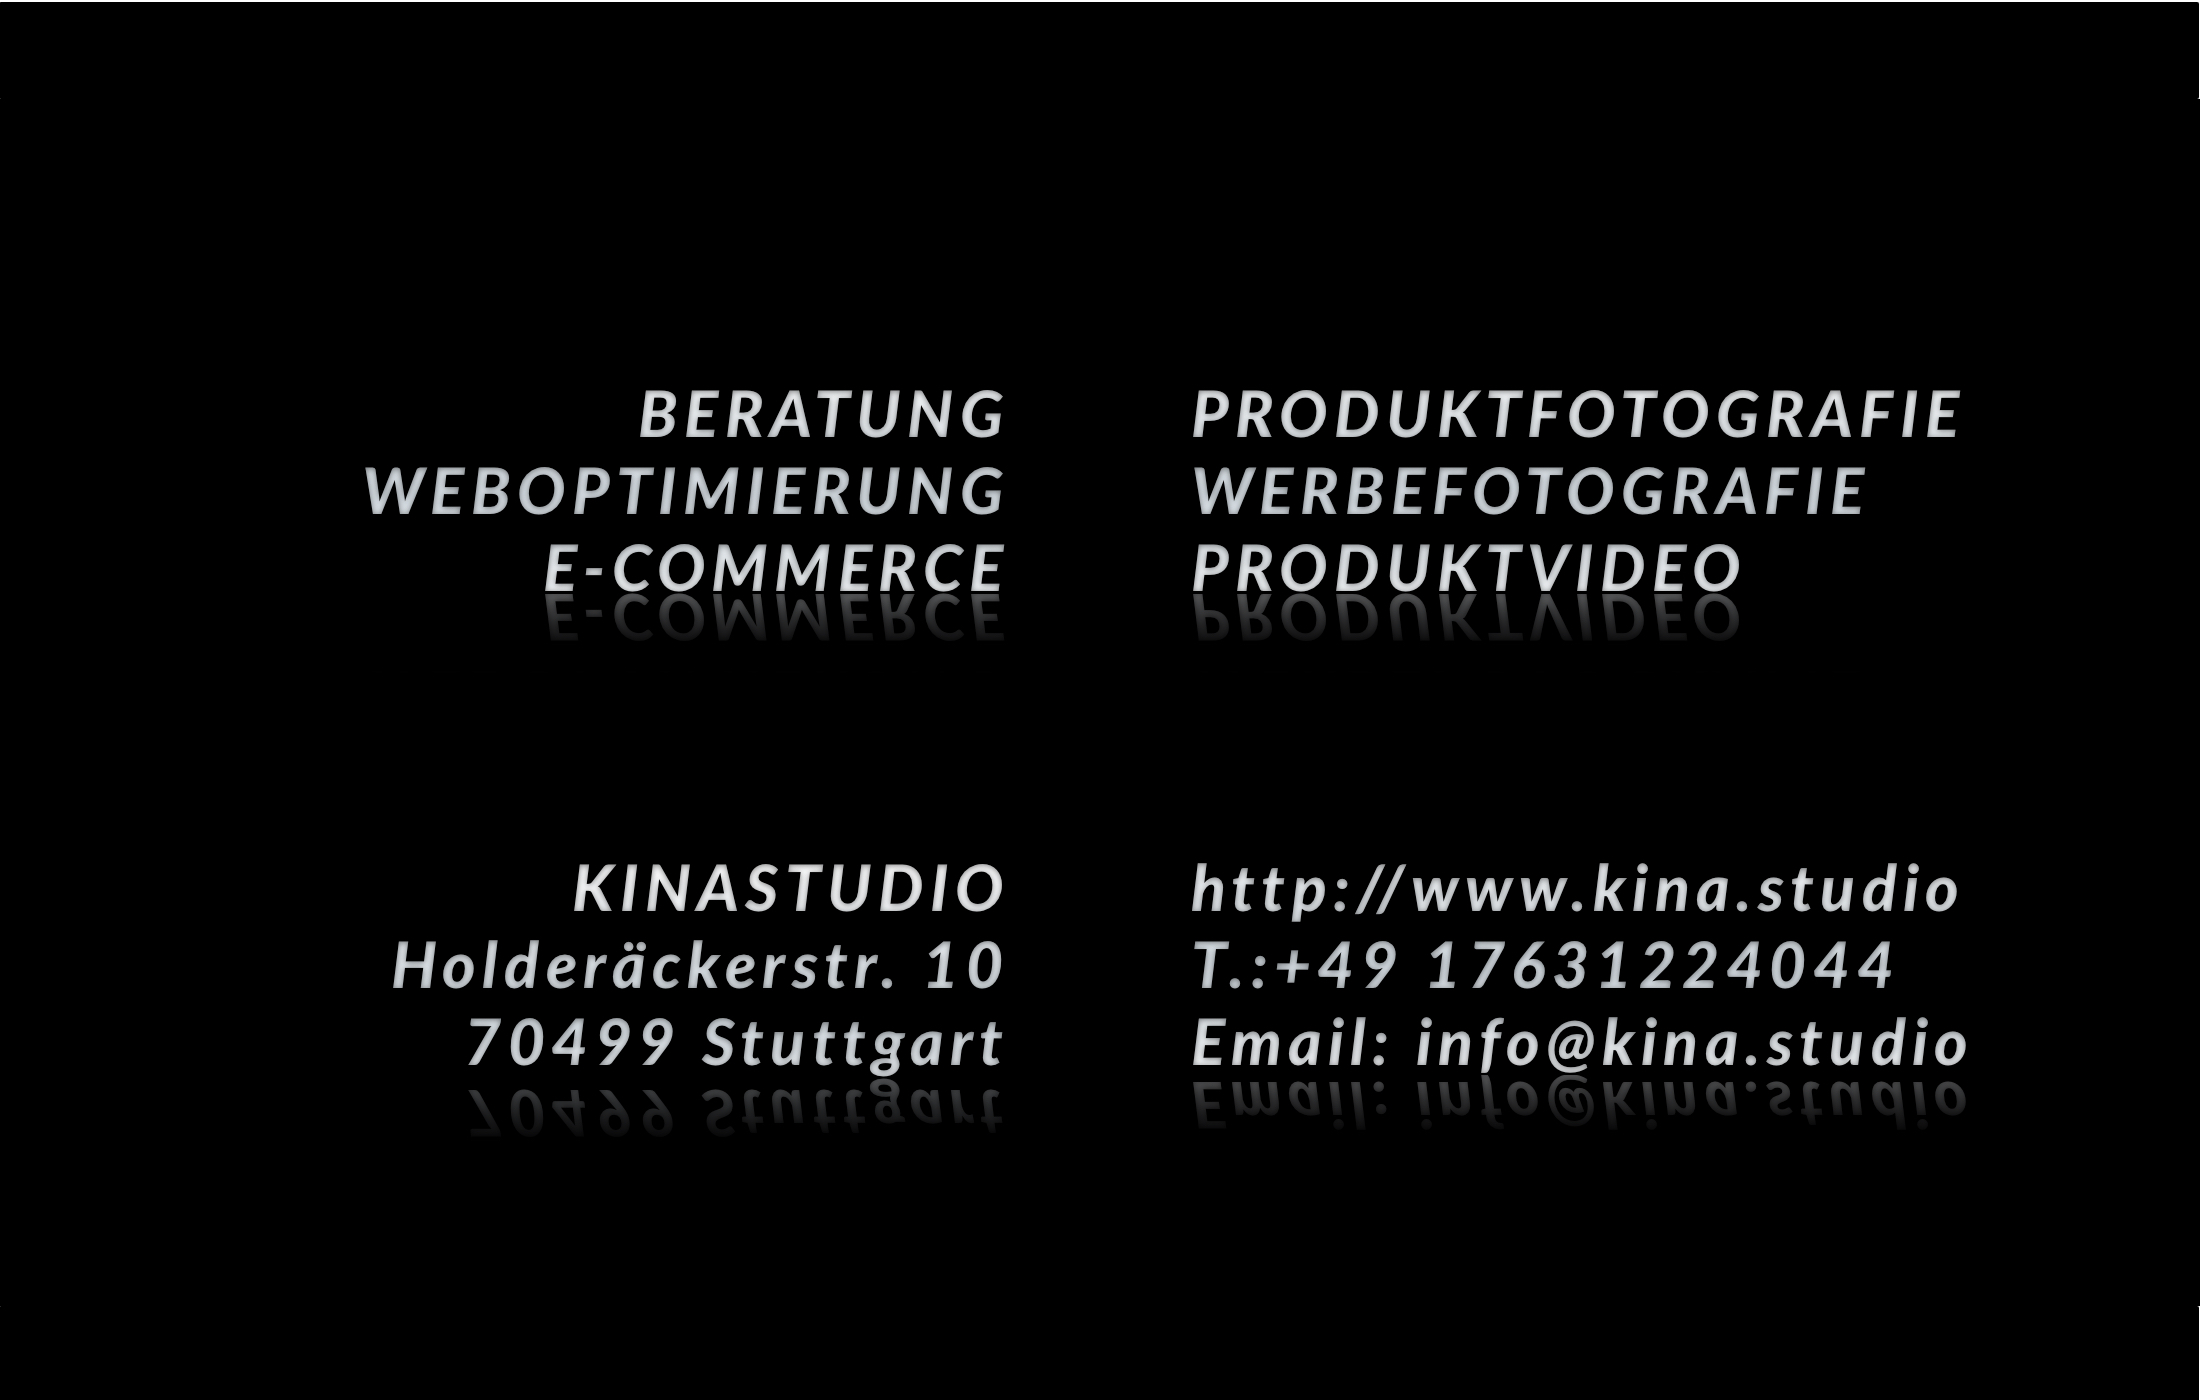 BERATUNG
WEBOPTIMIERUNG
E-COMMERCE
PRODUKTFOTOGRAFIE
WERBEFOTOGRAFIE
PRODUKTVIDEO
KINASTUDIO
Holderäckerstr. 10
70499 Stuttgart
http://www.kina.studio
T.:+49 17631224044
Email: info@kina.studio